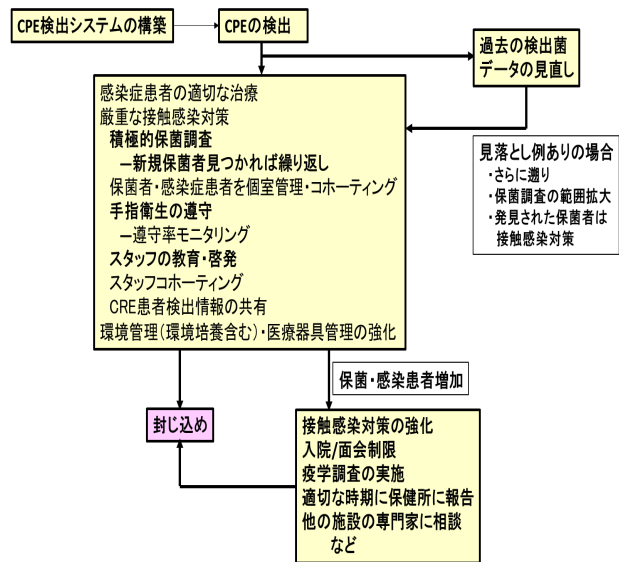 CPE検出システムの構築
CPEの検出
過去の検出菌
データの見直し
感染症患者の適切な治療
厳重な接触感染対策
積極的保菌調査
―新規保菌者見つかれば繰り返し
保菌者・感染症患者を個室管理・コホーティング
手指衛生の遵守
―遵守率モニタリング
スタッフの教育・啓発
スタッフコホーティング
CRE患者検出情報の共有
環境管理(環境培養含む)・医療器具管理の強化
見落とし例ありの場合
・さらに遡り
・保菌調査の範囲拡大
・発見された保菌者は
接触感染対策
保菌・感染患者増加
封じ込め
接触感染対策の強化
入院/面会制限
疫学調査の実施
適切な時期に保健所に報告
他の施設の専門家に相談
など